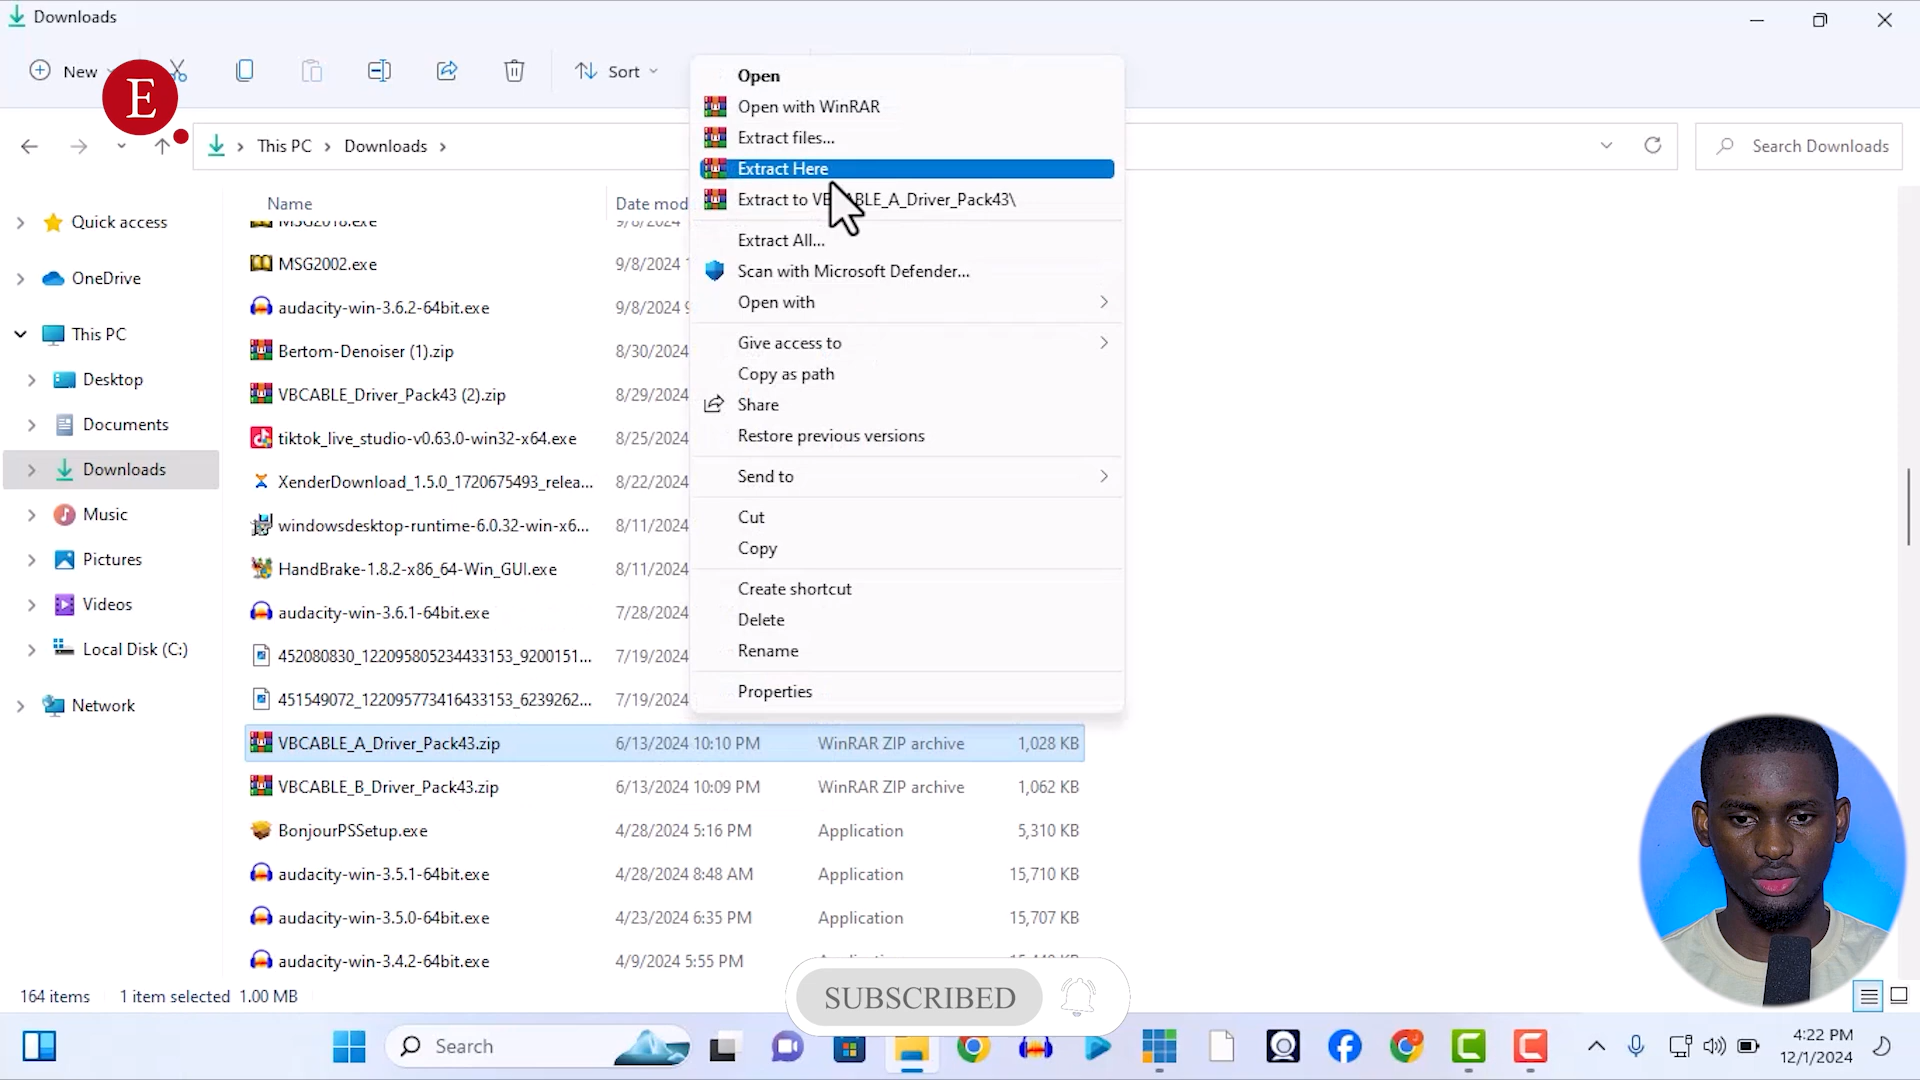 Downloads
New
Sort
E
This PC
Downloads
Search Downloads
Name
Date mod
Quick access
OneDrive
This PC
Desktop
Documents
Downloads
Music
Pictures
Videos
Local Disk (C:)
Network
MSG2018.exe
MSG2002.exe 9/8/2024
audacity-win-3.6.2-64bit.exe 9/8/2024
Bertom-Denoiser (1).zip 8/30/2024
VBCABLE_Driver_Pack43 (2).zip 8/29/2024
tiktok_live_studio-v0.63.0-win32-x64.exe 8/25/2024
XenderDownload_1.5.0_1720675493_relea... 8/22/2024
windowsdesktop-runtime-6.0.32-win-x6... 8/11/2024
HandBrake-1.8.2-x86_64-Win_GUI.exe 8/11/2024
audacity-win-3.6.1-64bit.exe 7/28/2024
452080830_122095805234433153_9200151... 7/19/2024
451549072_122095773416433153_6239262... 7/19/2024
VBCABLE_A_Driver_Pack43.zip 6/13/2024 10:10 PM WinRAR ZIP archive 1,028 KB
VBCABLE_B_Driver_Pack43.zip 6/13/2024 10:09 PM WinRAR ZIP archive 1,062 KB
BonjourPSSetup.exe 4/28/2024 5:16 PM Application 5,310 KB
audacity-win-3.5.1-64bit.exe 4/28/2024 8:48 AM Application 15,710 KB
audacity-win-3.5.0-64bit.exe 4/23/2024 6:35 PM Application 15,707 KB
audacity-win-3.4.2-64bit.exe 4/9/2024 5:55 PM
Open
Open with WinRAR
Extract files...
Extract Here
Extract to VBCABLE_A_Driver_Pack43\
Extract All...
Scan with Microsoft Defender...
Open with
Give access to
Copy as path
Share
Restore previous versions
Send to
Cut
Copy
Create shortcut
Delete
Rename
Properties
164 items 1 item selected 1.00 MB
SUBSCRIBED
Search
4:22 PM
12/1/2024